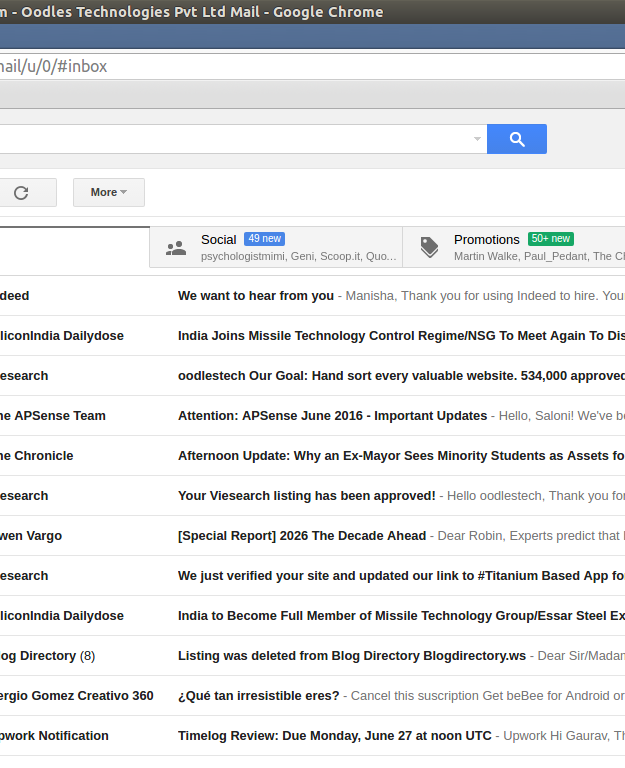 n - Oodles Technologies Pvt Ltd Mail - Google Chrome
mail/u/0/#inbox
More
Social 49 new
psychologistmimi, Geni, Scoop.it, Quo...
Promotions 50+ new
Martin Walke, Paul_Pedant, The Ch
deed We want to hear from you - Manisha, Thank you for using Indeed to hire. Your
liconIndia Dailydose India Joins Missile Technology Control Regime/NSG To Meet Again To Dis
esearch oodlestech Our Goal: Hand sort every valuable website. 534,000 approved
he APSense Team Attention: APSense June 2016 - Important Updates - Hello, Saloni! We've be
he Chronicle Afternoon Update: Why an Ex-Mayor Sees Minority Students as Assets fo
esearch Your Viesearch listing has been approved! - Hello oodlestech, Thank you for
wen Vargo [Special Report] 2026 The Decade Ahead - Dear Robin, Experts predict that
esearch We just verified your site and updated our link to #Titanium Based App for
liconIndia Dailydose India to Become Full Member of Missile Technology Group/Essar Steel Ex
log Directory (8) Listing was deleted from Blog Directory Blogdirectory.ws - Dear Sir/Madam
ergio Gomez Creativo 360 ¿Qué tan irresistible eres? - Cancel this suscription Get beBee for Android or
pwork Notification Timelog Review: Due Monday, June 27 at noon UTC - Upwork Hi Gaurav, Th